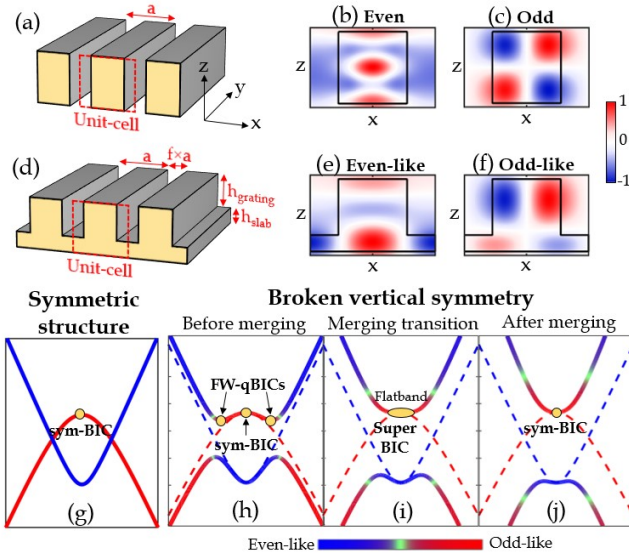 (a)
a
Unit-cell
z
y
x
(b) Even
z
x
(c) Odd
z
x
1
0
-1
(d)
a
f×a
h_grating
h_slab
Unit-cell
(e) Even-like
z
x
(f) Odd-like
z
x
Symmetric
structure
Broken vertical symmetry
Before merging
Merging transition
After merging
sym-BIC
(g)
FW-qBICs
sym-BIC
(h)
Flatband
Super
BIC
(i)
sym-BIC
(j)
Even-like
Odd-like